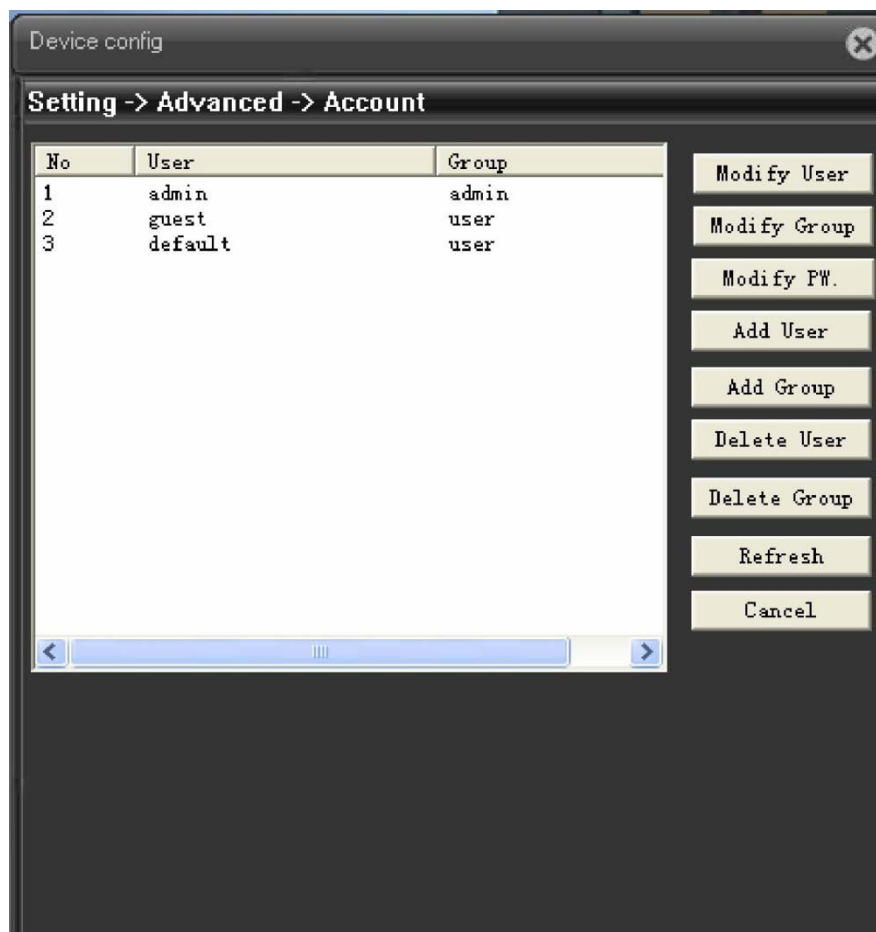 Device config
Setting -> Advanced -> Account
No User Group
1 admin admin
2 guest user
3 default user
Modify User
Modify Group
Modify PW.
Add User
Add Group
Delete User
Delete Group
Refresh
Cancel